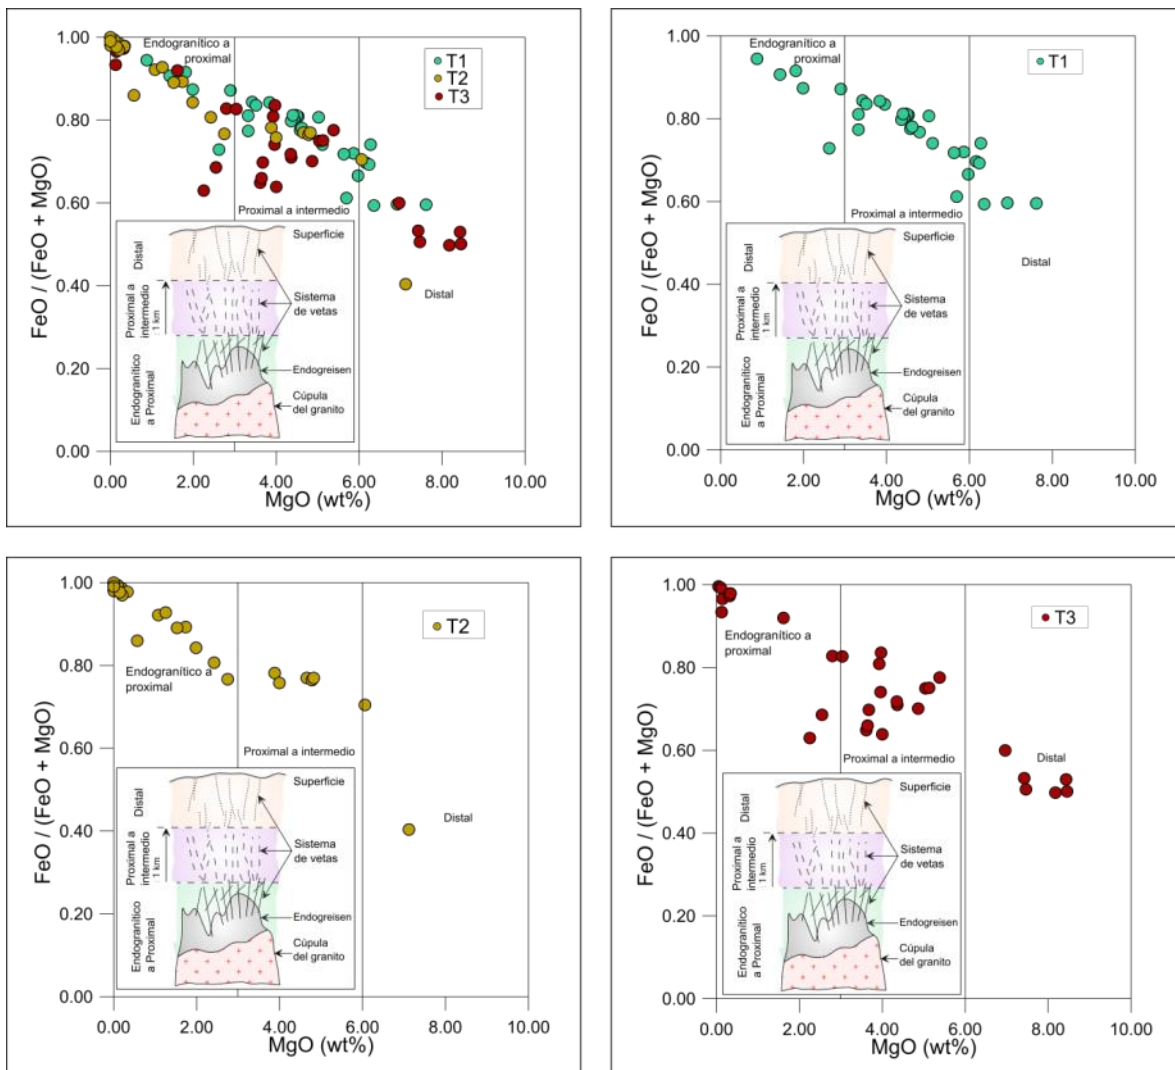 1.00
0.80
0.60
0.40
0.20
0.00
FeO / (FeO + MgO)
Endogranítico a
proximal
T1
T2
T3
Proximal a intermedio
Distal
Distal
Proximal a
intermedio
1 km
Endogranítico
a Proximal
Superficie
Sistema
de vetas
Endogreisen
Cúpula
del granito
0.00 2.00 4.00 6.00 8.00 10.00
MgO (wt%)
1.00
0.80
0.60
0.40
0.20
0.00
FeO / (FeO + MgO)
Endogranítico a
proximal
T1
Proximal a intermedio
Distal
Distal
Proximal a
intermedio
1 km
Endogranítico
a Proximal
Superficie
Sistema
de vetas
Endogreisen
Cúpula
del granito
0.00 2.00 4.00 6.00 8.00 10.00
MgO (wt%)
1.00
0.80
0.60
0.40
0.20
0.00
FeO / (FeO + MgO)
T2
Endogranítico a
proximal
Proximal a intermedio
Distal
Distal
Proximal a
intermedio
1 km
Endogranítico
a Proximal
Superficie
Sistema
de vetas
Endogreisen
Cúpula
del granito
0.00 2.00 4.00 6.00 8.00 10.00
MgO (wt%)
1.00
0.80
0.60
0.40
0.20
0.00
FeO / (FeO + MgO)
T3
Endogranítico a
proximal
Proximal a intermedio
Distal
Distal
Proximal a
intermedio
1 km
Endogranítico
a Proximal
Superficie
Sistema
de vetas
Endogreisen
Cúpula
del granito
0.00 2.00 4.00 6.00 8.00 10.00
MgO (wt%)